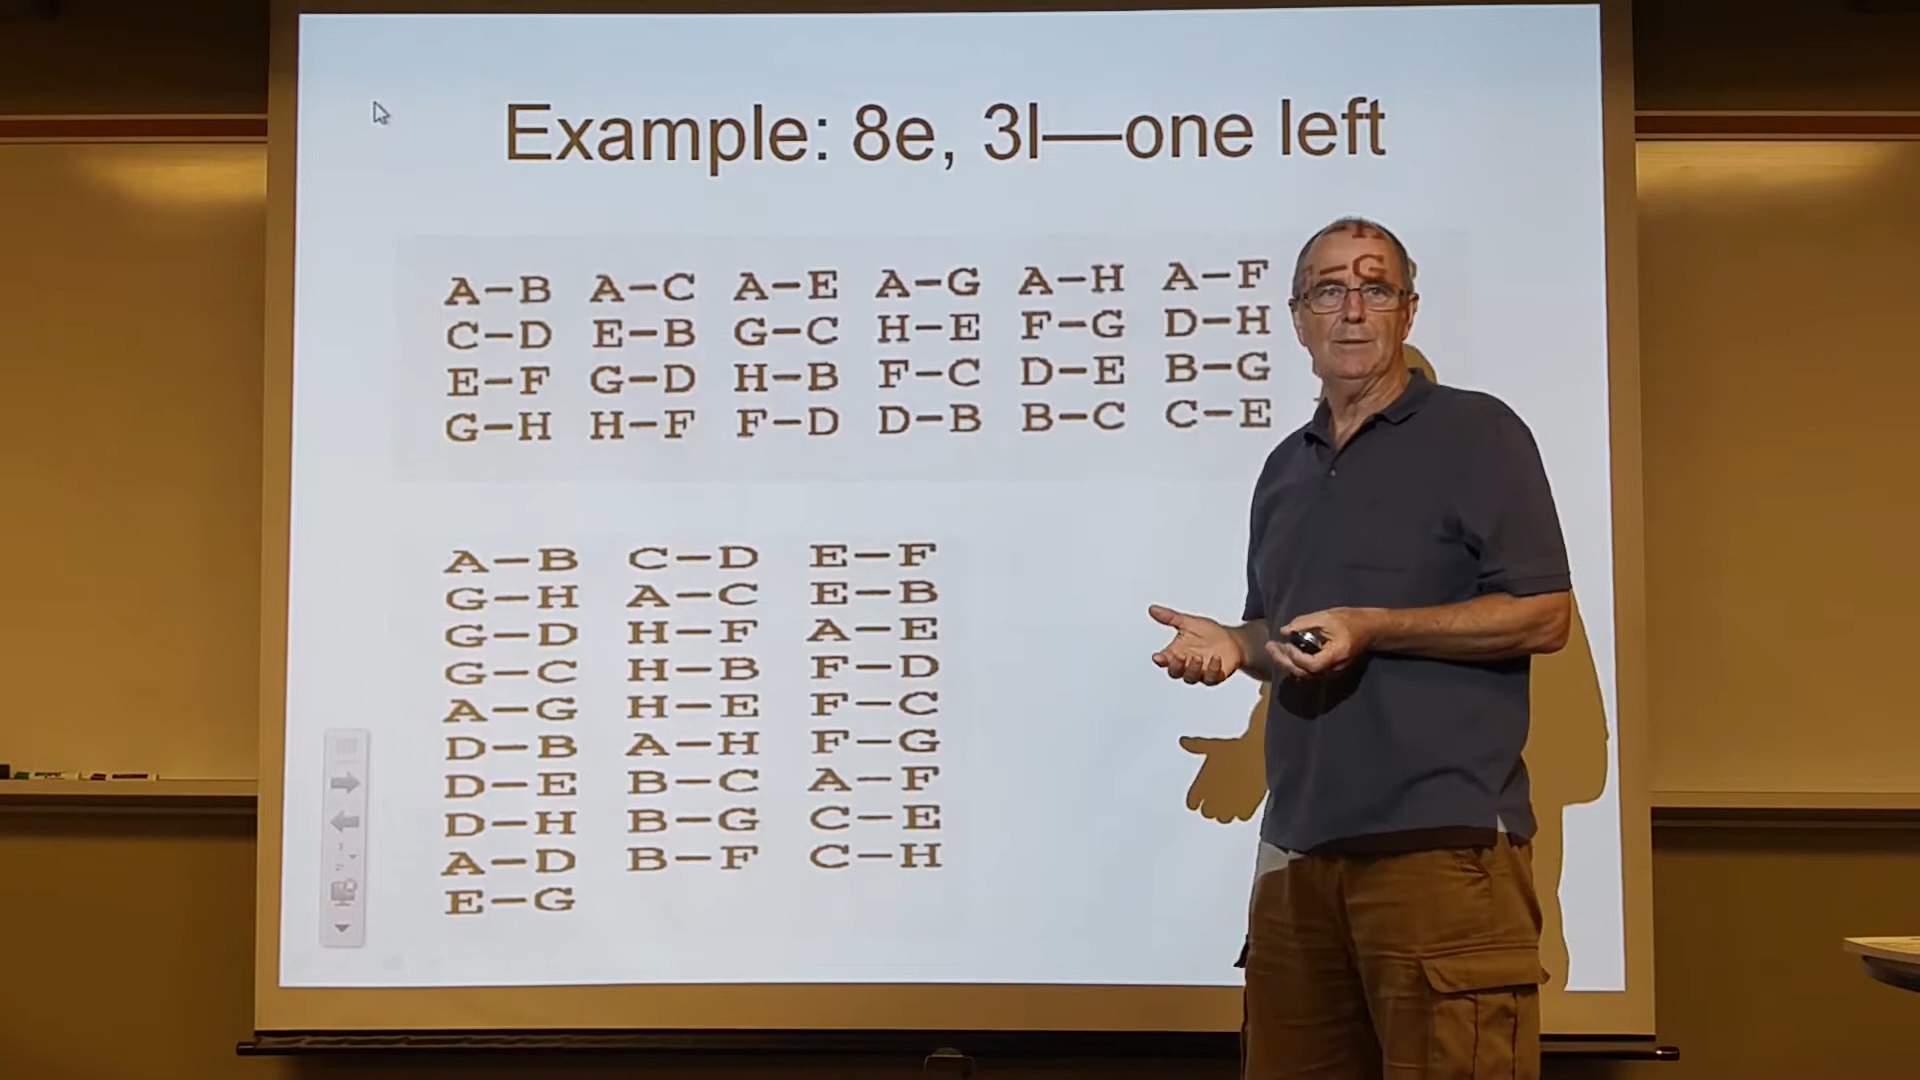 Example: 8e, 3l—one left
A–B A–C A–E A–G A–H A–F
C–D E–B G–C H–E F–G D–H
E–F G–D H–B F–C D–E B–G
G–H H–F F–D D–B B–C C–E
A–B C–D E–F
G–H A–C E–B
G–D H–F A–E
G–C H–B F–D
A–G H–E F–C
D–B A–H F–G
D–E B–C A–F
D–H B–G C–E
A–D B–F C–H
E–G